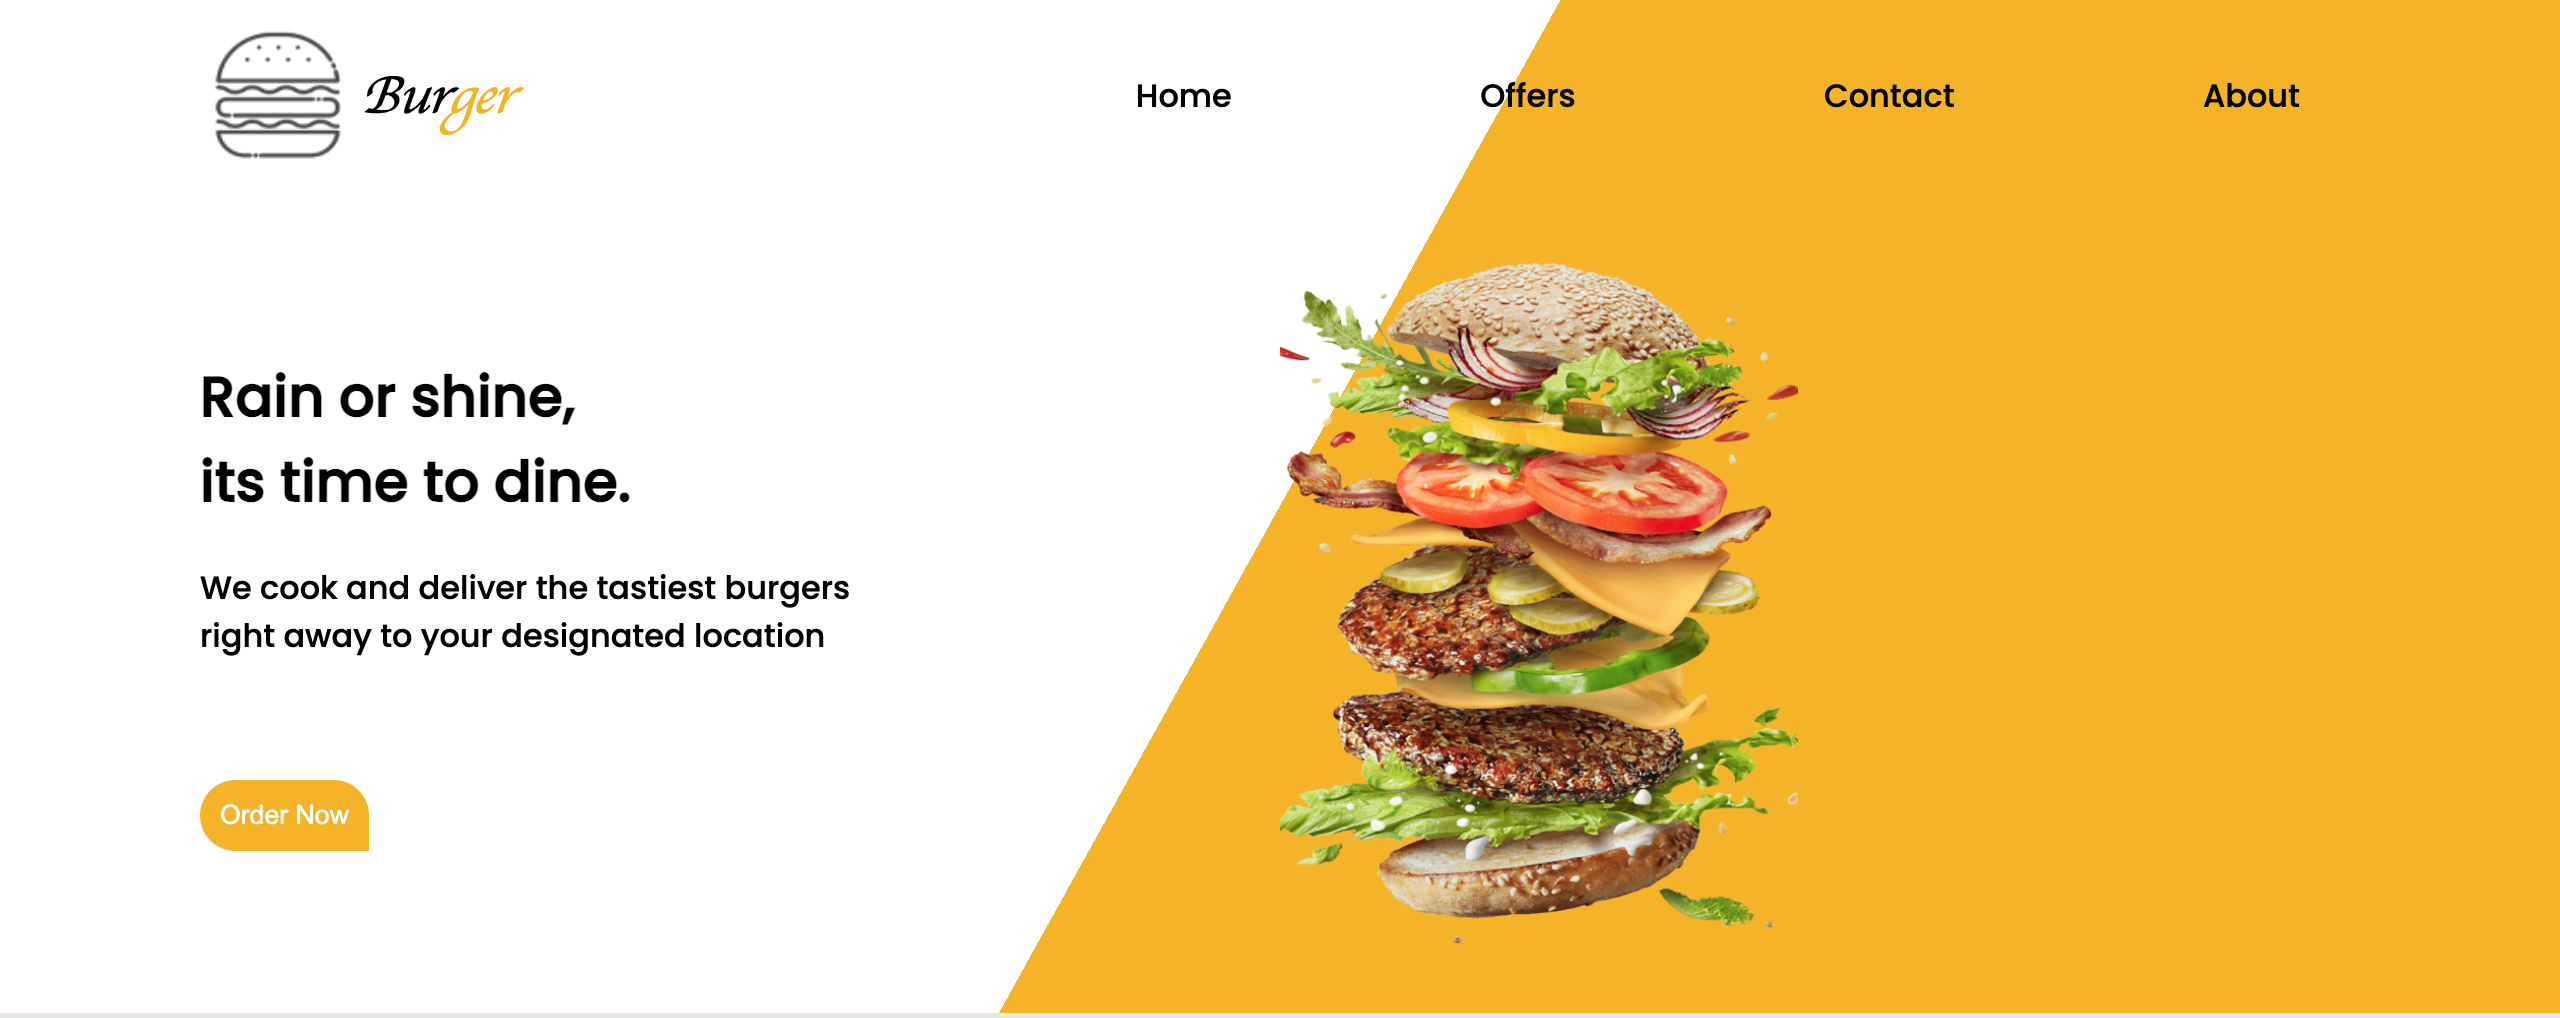 Burger
Home Offers Contact About
Rain or shine,
its time to dine.
We cook and deliver the tastiest burgers
right away to your designated location
Order Now